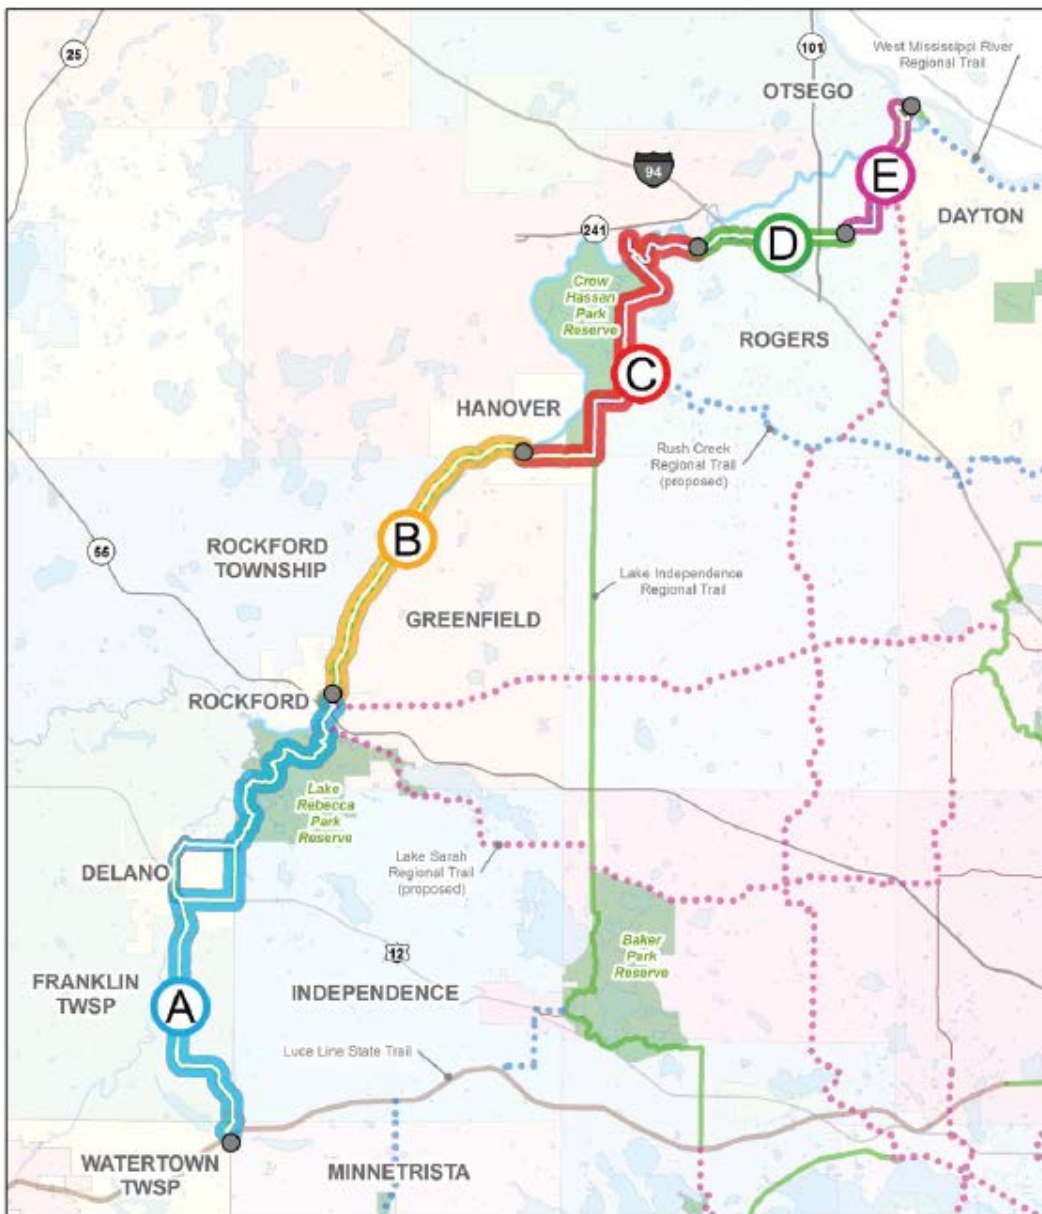 25
101
West Mississippi River
Regional Trail
OTSEGO
94
E
DAYTON
241
D
Crow
Hassan
Park
Reserve
ROGERS
C
HANOVER
Rush Creek
Regional Trail
(proposed)
B
55
ROCKFORD
TOWNSHIP
Lake Independence
Regional Trail
GREENFIELD
ROCKFORD
Lake
Rebecca
Park
Reserve
DELANO
Lake Sarah
Regional Trail
(proposed)
12
Baker
Park
Reserve
FRANKLIN
TWSP
INDEPENDENCE
A
Luce Line State Trail
WATERTOWN
TWSP
MINNETRISTA